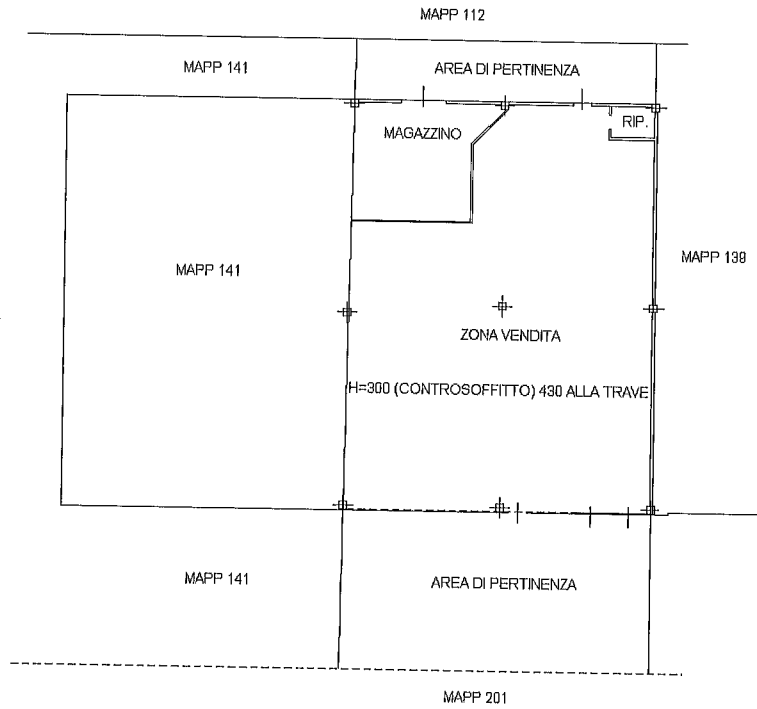 MAPP 112
MAPP 141
AREA DI PERTINENZA
MAGAZZINO
RIP.
MAPP 141
MAPP 139
ZONA VENDITA
H=300 (CONTROSOFFITTO) 430 ALLA TRAVE
MAPP 141
AREA DI PERTINENZA
MAPP 201